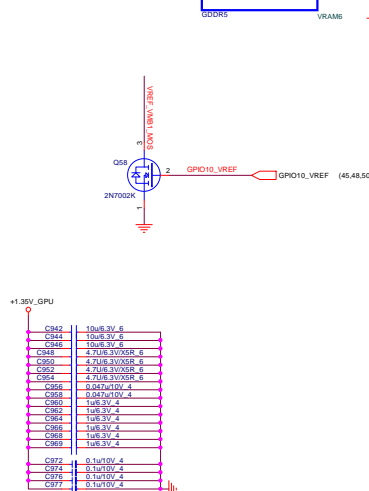 GDDR5
VRAM6
VREF_VMB1_MOS
3
Q58
2
GPIO10_VREF
GPIO10_VREF (45,48,50
2N7002K
1
+1.35V_GPU
C942 10u/6.3V_6
C944 10u/6.3V_6
C946 10u/6.3V_6
C948 4.7U/6.3V/X5R_6
C950 4.7U/6.3V/X5R_6
C952 4.7U/6.3V/X5R_6
C954 4.7U/6.3V/X5R_6
C956 0.047u/10V_4
C958 0.047u/10V_4
C960 1u/6.3V_4
C962 1u/6.3V_4
C964 1u/6.3V_4
C966 1u/6.3V_4
C968 1u/6.3V_4
C969 1u/6.3V_4
C972 0.1u/10V_4
C974 0.1u/10V_4
C976 0.1u/10V_4
C977 0.1u/10V_4